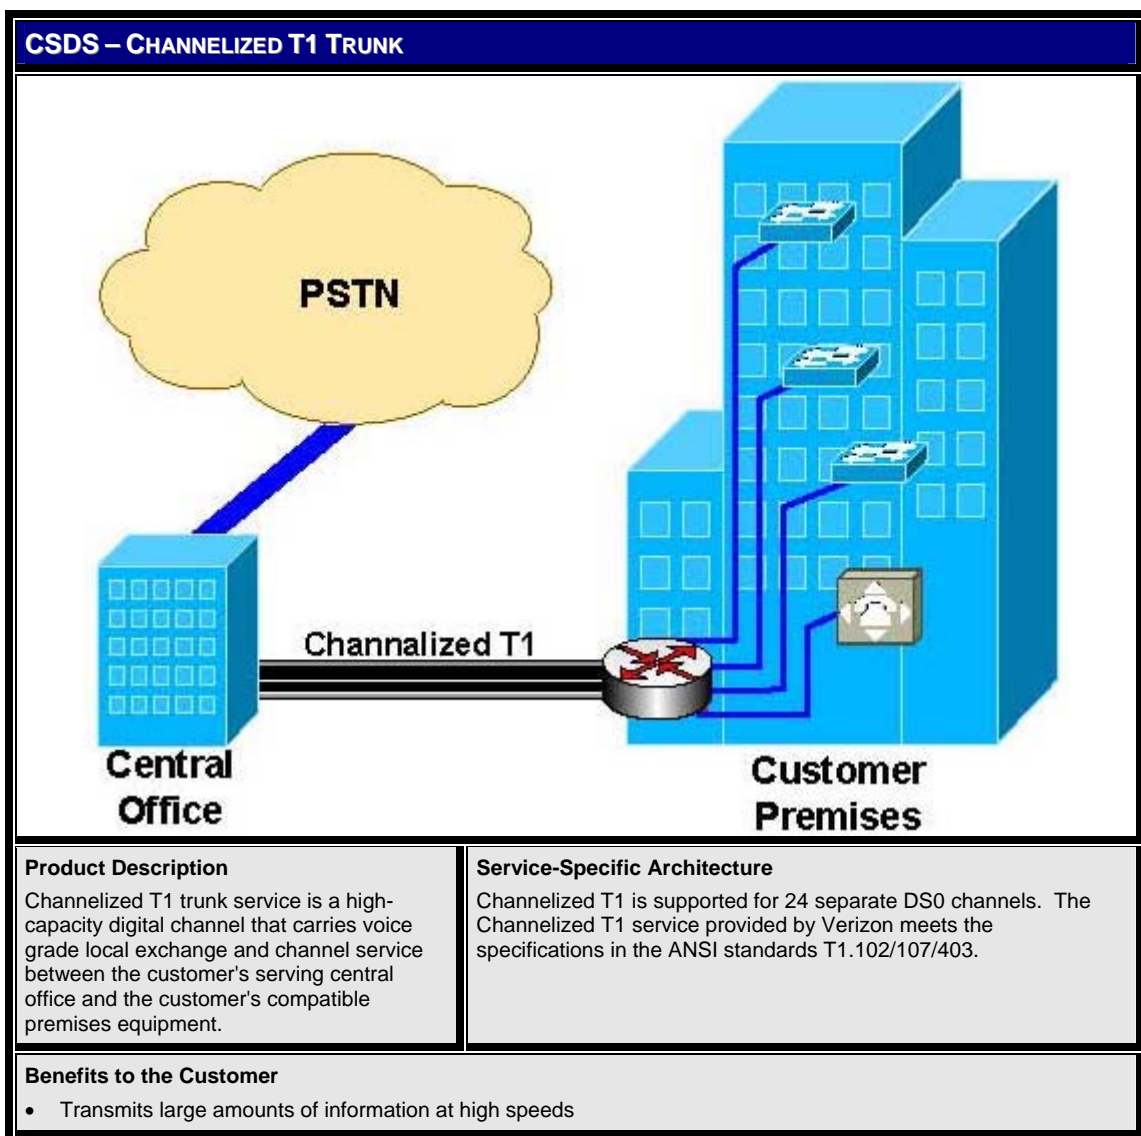 CSDS – CHANNELIZED T1 TRUNK
PSTN
Channalized T1
Central
Office
Customer
Premises
Product Description
Channelized T1 trunk service is a high-
capacity digital channel that carries voice
grade local exchange and channel service
between the customer's serving central
office and the customer's compatible
premises equipment.
Service-Specific Architecture
Channelized T1 is supported for 24 separate DS0 channels. The
Channelized T1 service provided by Verizon meets the
specifications in the ANSI standards T1.102/107/403.
Benefits to the Customer
• Transmits large amounts of information at high speeds